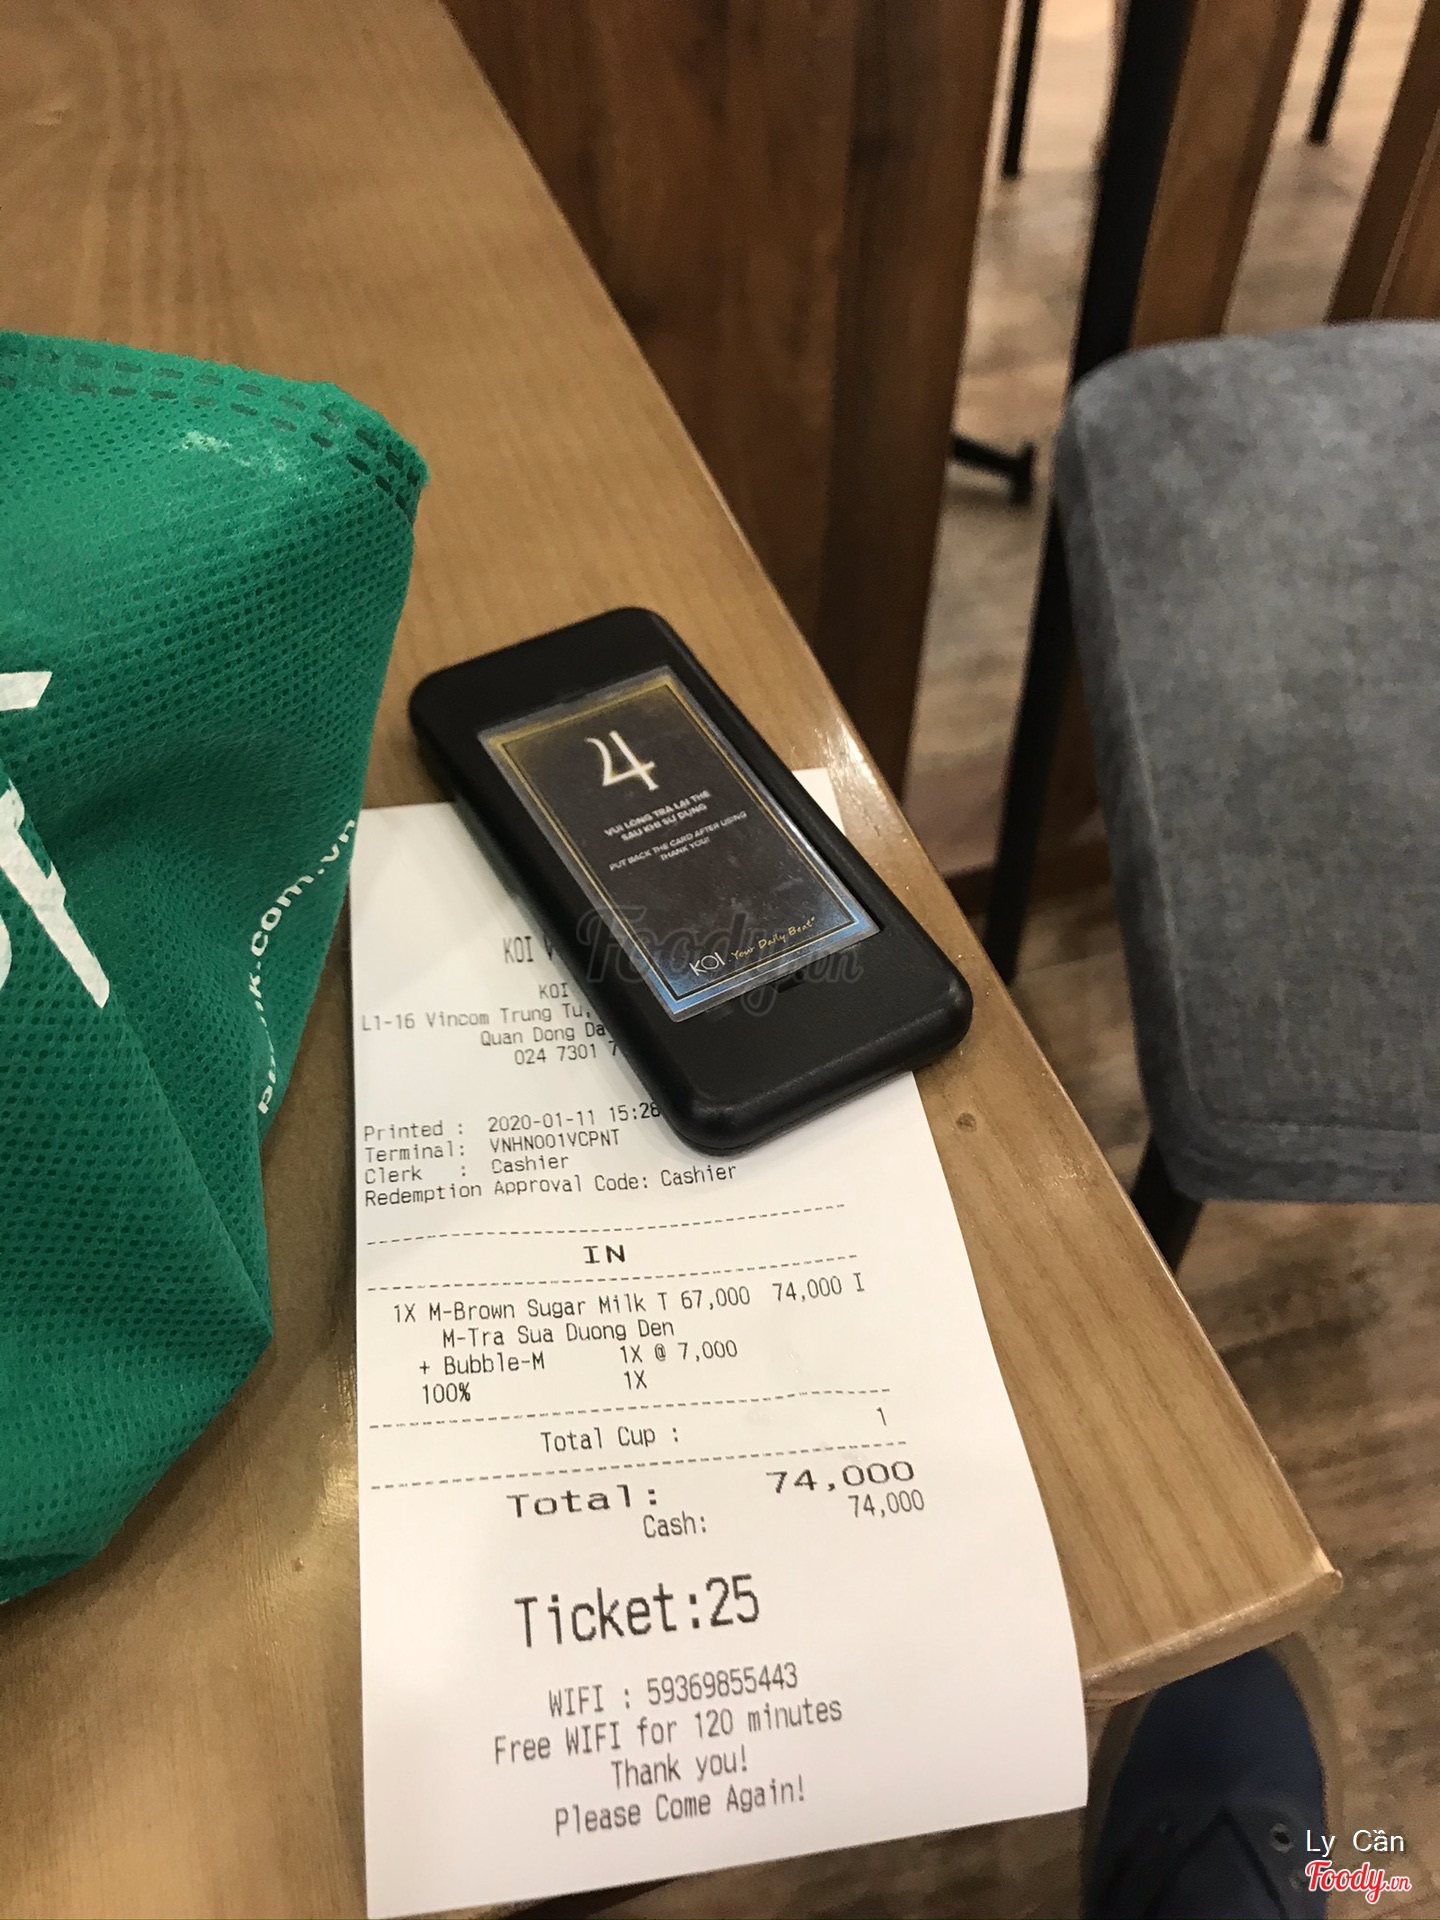 4
VUI LÒNG TRẢ LẠI THẺ
SAU KHI SỬ DỤNG
PUT BACK THE CARD AFTER USING
THANK YOU!
KOI Your Daily Beat
Foody.vn
KOI
KOI
L1-16 Vincom Trung Tu,
Quan Dong Da
024 7301
Printed : 2020-01-11 15:28
Terminal: VNHN001VCPNT
Clerk : Cashier
Redemption Approval Code: Cashier
IN
1X M-Brown Sugar Milk T 67,000 74,000 I
M-Tra Sua Duong Den
+ Bubble-M 1X @ 7,000
100% 1X
Total Cup : 1
Total: 74,000
Cash: 74,000
Ticket:25
WIFI : 59369855443
Free WIFI for 120 minutes
Thank you!
Please Come Again!
k.com.vn
Ly Cần
Foody.vn